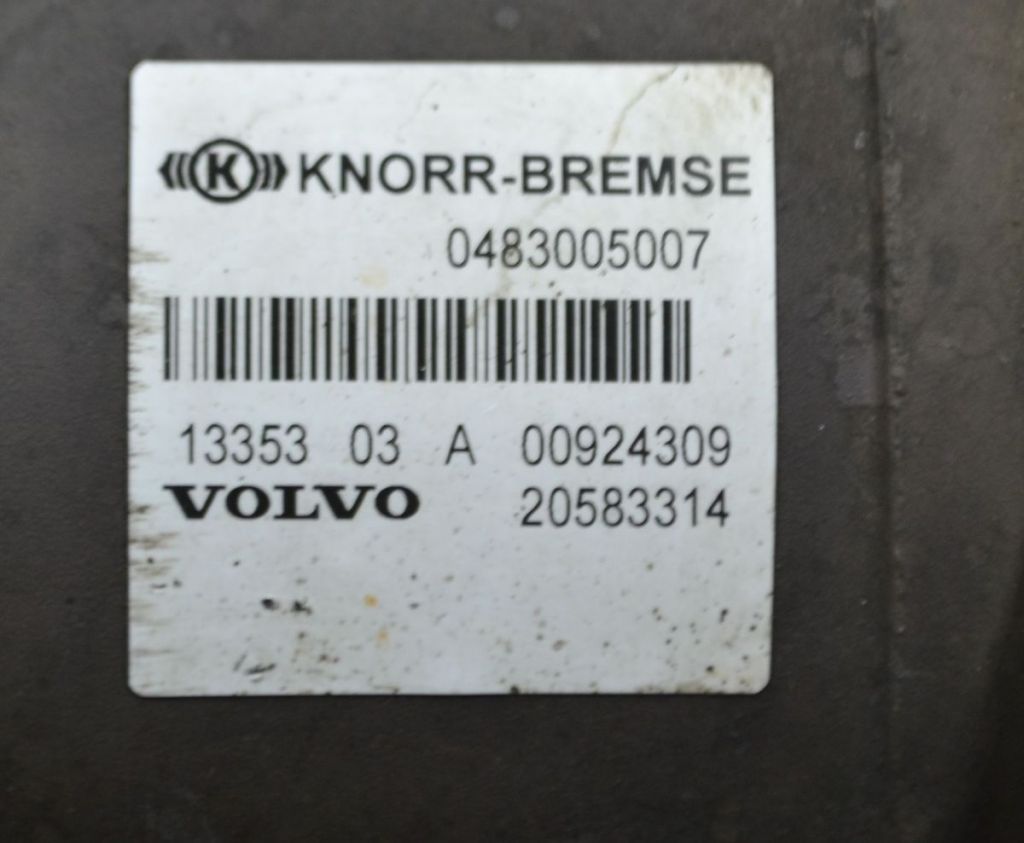 K KNORR-BREMSE
0483005007
13353 03 A 00924309
VOLVO 20583314